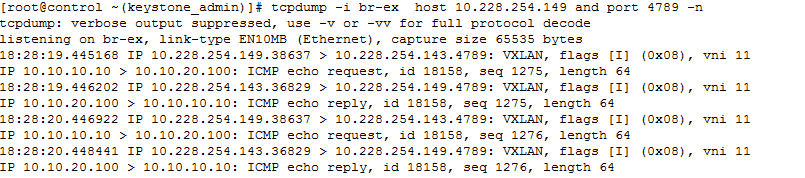 [root@control ~(keystone_admin)]# tcpdump -i br-ex  host 10.228.254.149 and port 4789 -n
tcpdump: verbose output suppressed, use -v or -vv for full protocol decode
listening on br-ex, link-type EN10MB (Ethernet), capture size 65535 bytes
18:28:19.445168 IP 10.228.254.149.38637 > 10.228.254.143.4789: VXLAN, flags [I] (0x08), vni 11
IP 10.10.10.10 > 10.10.20.100: ICMP echo request, id 18158, seq 1275, length 64
18:28:19.446202 IP 10.228.254.143.36829 > 10.228.254.149.4789: VXLAN, flags [I] (0x08), vni 11
IP 10.10.20.100 > 10.10.10.10: ICMP echo reply, id 18158, seq 1275, length 64
18:28:20.446922 IP 10.228.254.149.38637 > 10.228.254.143.4789: VXLAN, flags [I] (0x08), vni 11
IP 10.10.10.10 > 10.10.20.100: ICMP echo request, id 18158, seq 1276, length 64
18:28:20.448441 IP 10.228.254.143.36829 > 10.228.254.149.4789: VXLAN, flags [I] (0x08), vni 11
IP 10.10.20.100 > 10.10.10.10: ICMP echo reply, id 18158, seq 1276, length 64